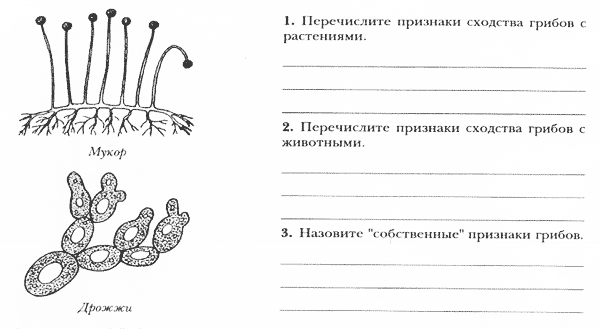 Мукор
Дрожжи
1. Перечислите признаки сходства грибов с
растениями.
2. Перечислите признаки сходства грибов с
животными.
3. Назовите "собственные" признаки грибов.